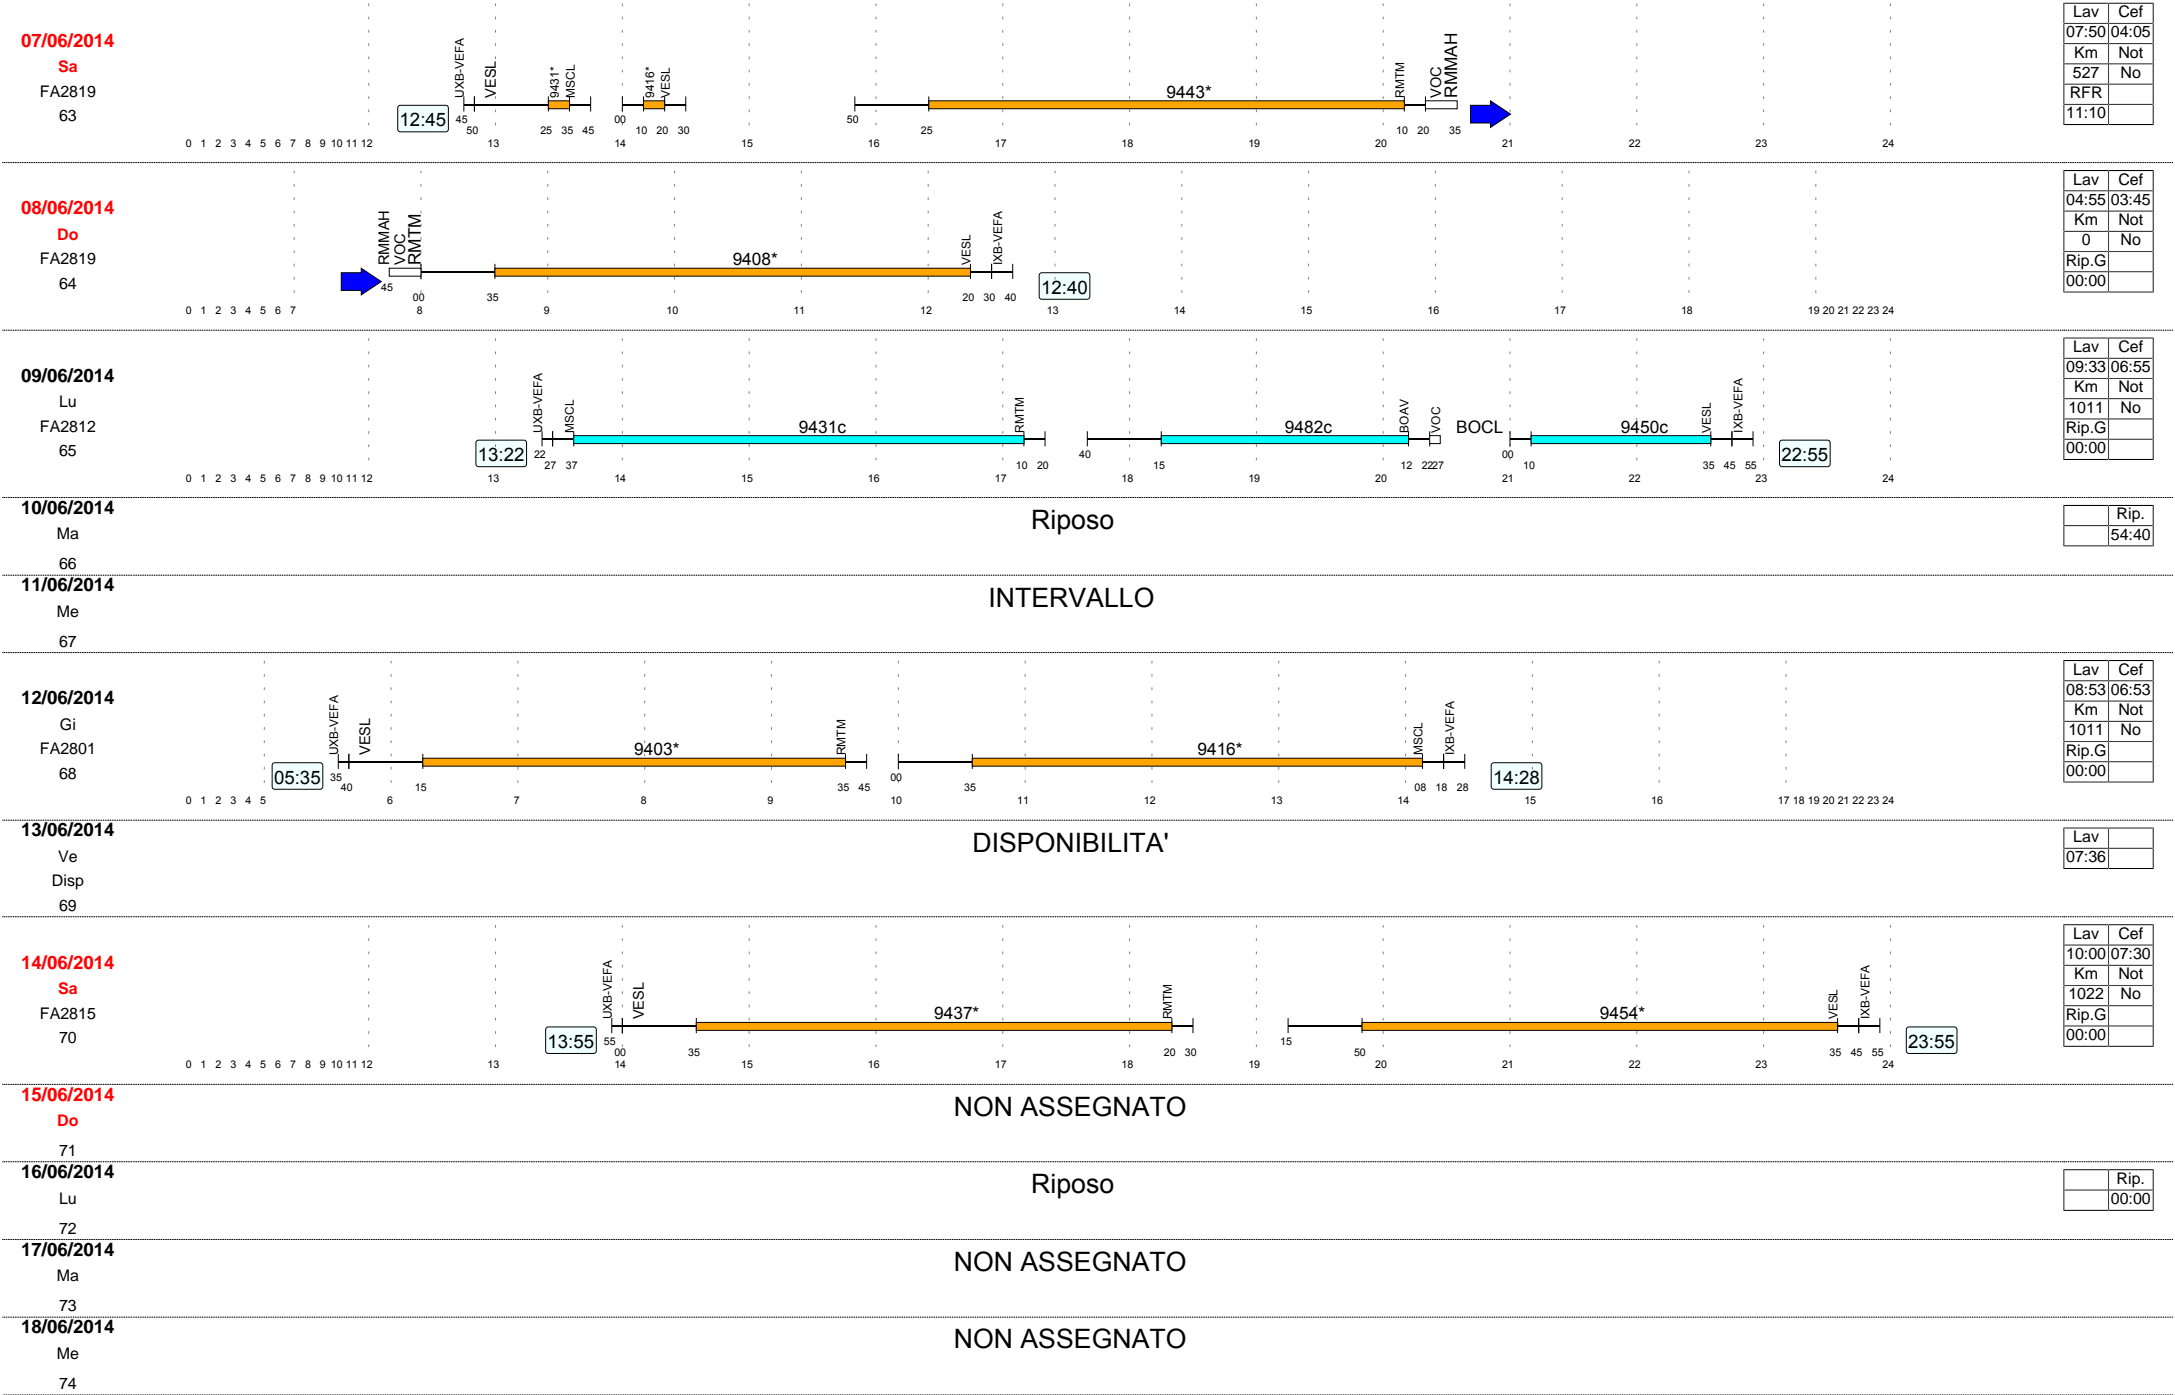 07/06/2014
Sa
FA2819
63
12:45
UXB-VEFA
VESL
9431*
MSCL
9416*
VESL
9443*
RMTM
VOC
RMMAH
45 50 25 35 45 00 10 20 30 50 25 10 20 35
0 1 2 3 4 5 6 7 8 9 10 11 12 13 14 15 16 17 18 19 20 21 22 23 24
Lav Cef
07:50 04:05
Km Not
527 No
RFR
11:10
08/06/2014
Do
FA2819
64
RMMAH
VOC
RMTM
9408*
VESL
IXB-VEFA
12:40
45 00 35 20 30 40
0 1 2 3 4 5 6 7 8 9 10 11 12 13 14 15 16 17 18 19 20 21 22 23 24
Lav Cef
04:55 03:45
Km Not
0 No
Rip.G
00:00
09/06/2014
Lu
FA2812
65
13:22
UXB-VEFA
MSCL
9431c
RMTM
9482c
BOAV
VOC
BOCL
9450c
VESL
IXB-VEFA
22:55
22 27 37 10 20 40 15 12 22 27 00 10 35 45 55
0 1 2 3 4 5 6 7 8 9 10 11 12 13 14 15 16 17 18 19 20 21 22 23 24
Lav Cef
09:33 06:55
Km Not
1011 No
Rip.G
00:00
10/06/2014
Ma
66
Riposo
Rip.
54:40
11/06/2014
Me
67
INTERVALLO
12/06/2014
Gi
FA2801
68
05:35
UXB-VEFA
VESL
9403*
RMTM
9416*
MSCL
IXB-VEFA
14:28
35 40 15 35 45 00 35 08 18 28
0 1 2 3 4 5 6 7 8 9 10 11 12 13 14 15 16 17 18 19 20 21 22 23 24
Lav Cef
08:53 06:53
Km Not
1011 No
Rip.G
00:00
13/06/2014
Ve
Disp
69
DISPONIBILITA'
Lav
07:36
14/06/2014
Sa
FA2815
70
13:55
UXB-VEFA
VESL
9437*
RMTM
9454*
VESL
IXB-VEFA
23:55
55 00 35 20 30 15 50 35 45 55
0 1 2 3 4 5 6 7 8 9 10 11 12 13 14 15 16 17 18 19 20 21 22 23 24
Lav Cef
10:00 07:30
Km Not
1022 No
Rip.G
00:00
15/06/2014
Do
71
NON ASSEGNATO
16/06/2014
Lu
72
Riposo
Rip.
00:00
17/06/2014
Ma
73
NON ASSEGNATO
18/06/2014
Me
74
NON ASSEGNATO